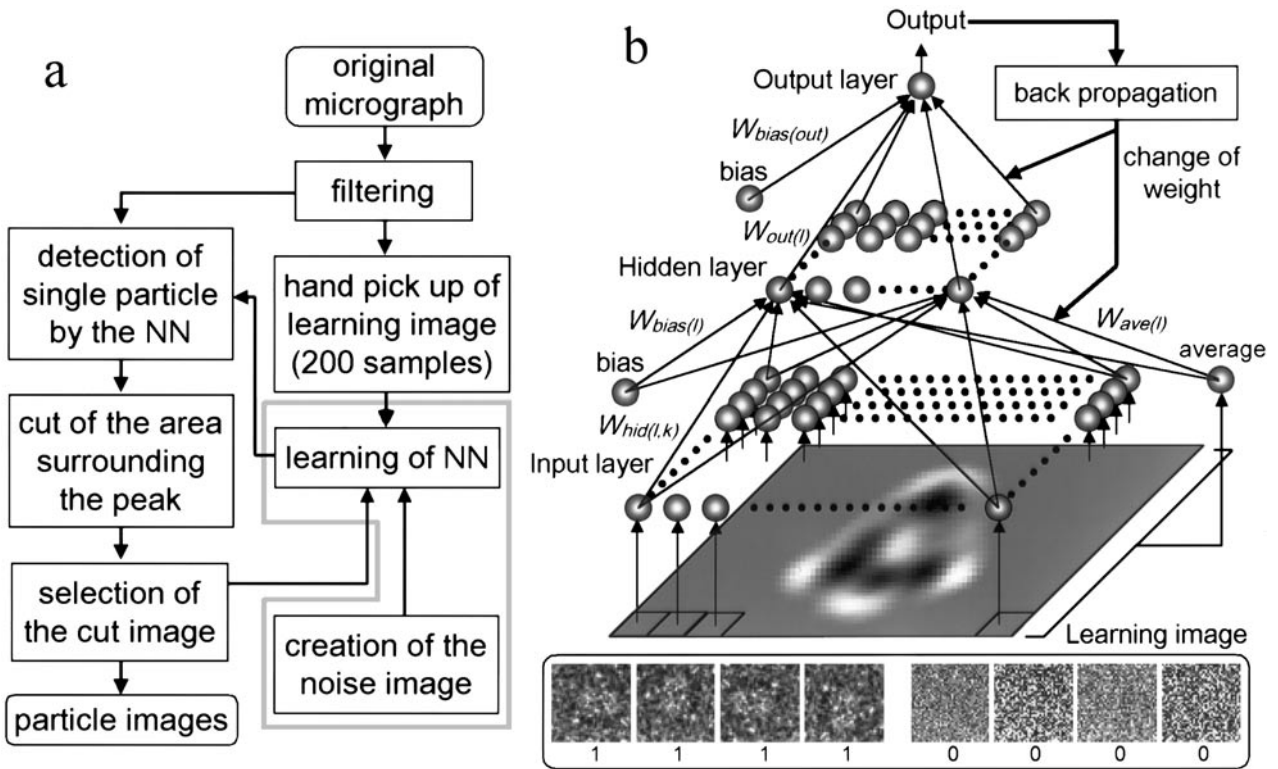 a
original
micrograph
filtering
detection of
single particle
by the NN
hand pick up of
learning image
(200 samples)
cut of the area
surrounding
the peak
learning of NN
selection of
the cut image
creation of the
noise image
particle images
b
Output
Output layer
back propagation
W_bias(out)
change of
weight
bias
W_out(l)
Hidden layer
W_bias(l)
W_ave(l)
bias
average
W_hid(l,k)
Input layer
Learning image
1 1 1 1 0 0 0 0